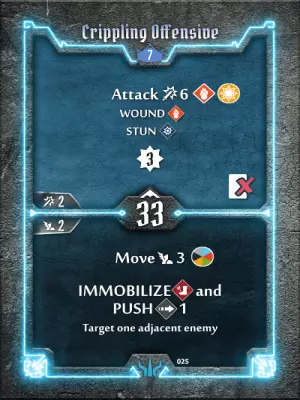 Crippling Offensive
7
Attack 6
WOUND
STUN
3
2
33
2
Move 3
IMMOBILIZE and
PUSH 1
Target one adjacent enemy
025